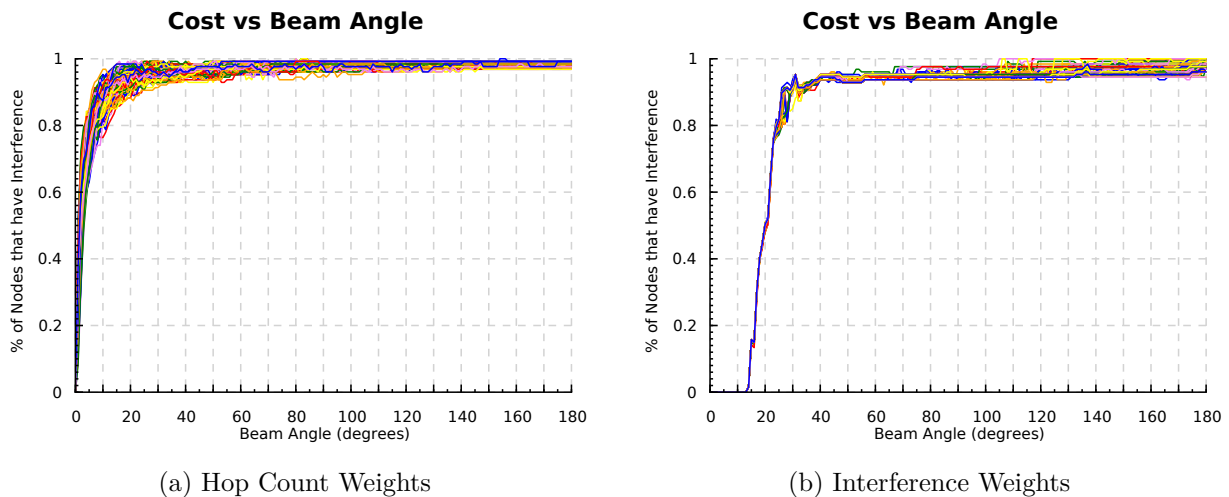 Cost vs Beam Angle
% of Nodes that have Interference
1
0.8
0.6
0.4
0.2
0
0 20 40 60 80 100 120 140 160 180
Beam Angle (degrees)
(a) Hop Count Weights
Cost vs Beam Angle
% of Nodes that have Interference
1
0.8
0.6
0.4
0.2
0
0 20 40 60 80 100 120 140 160 180
Beam Angle (degrees)
(b) Interference Weights